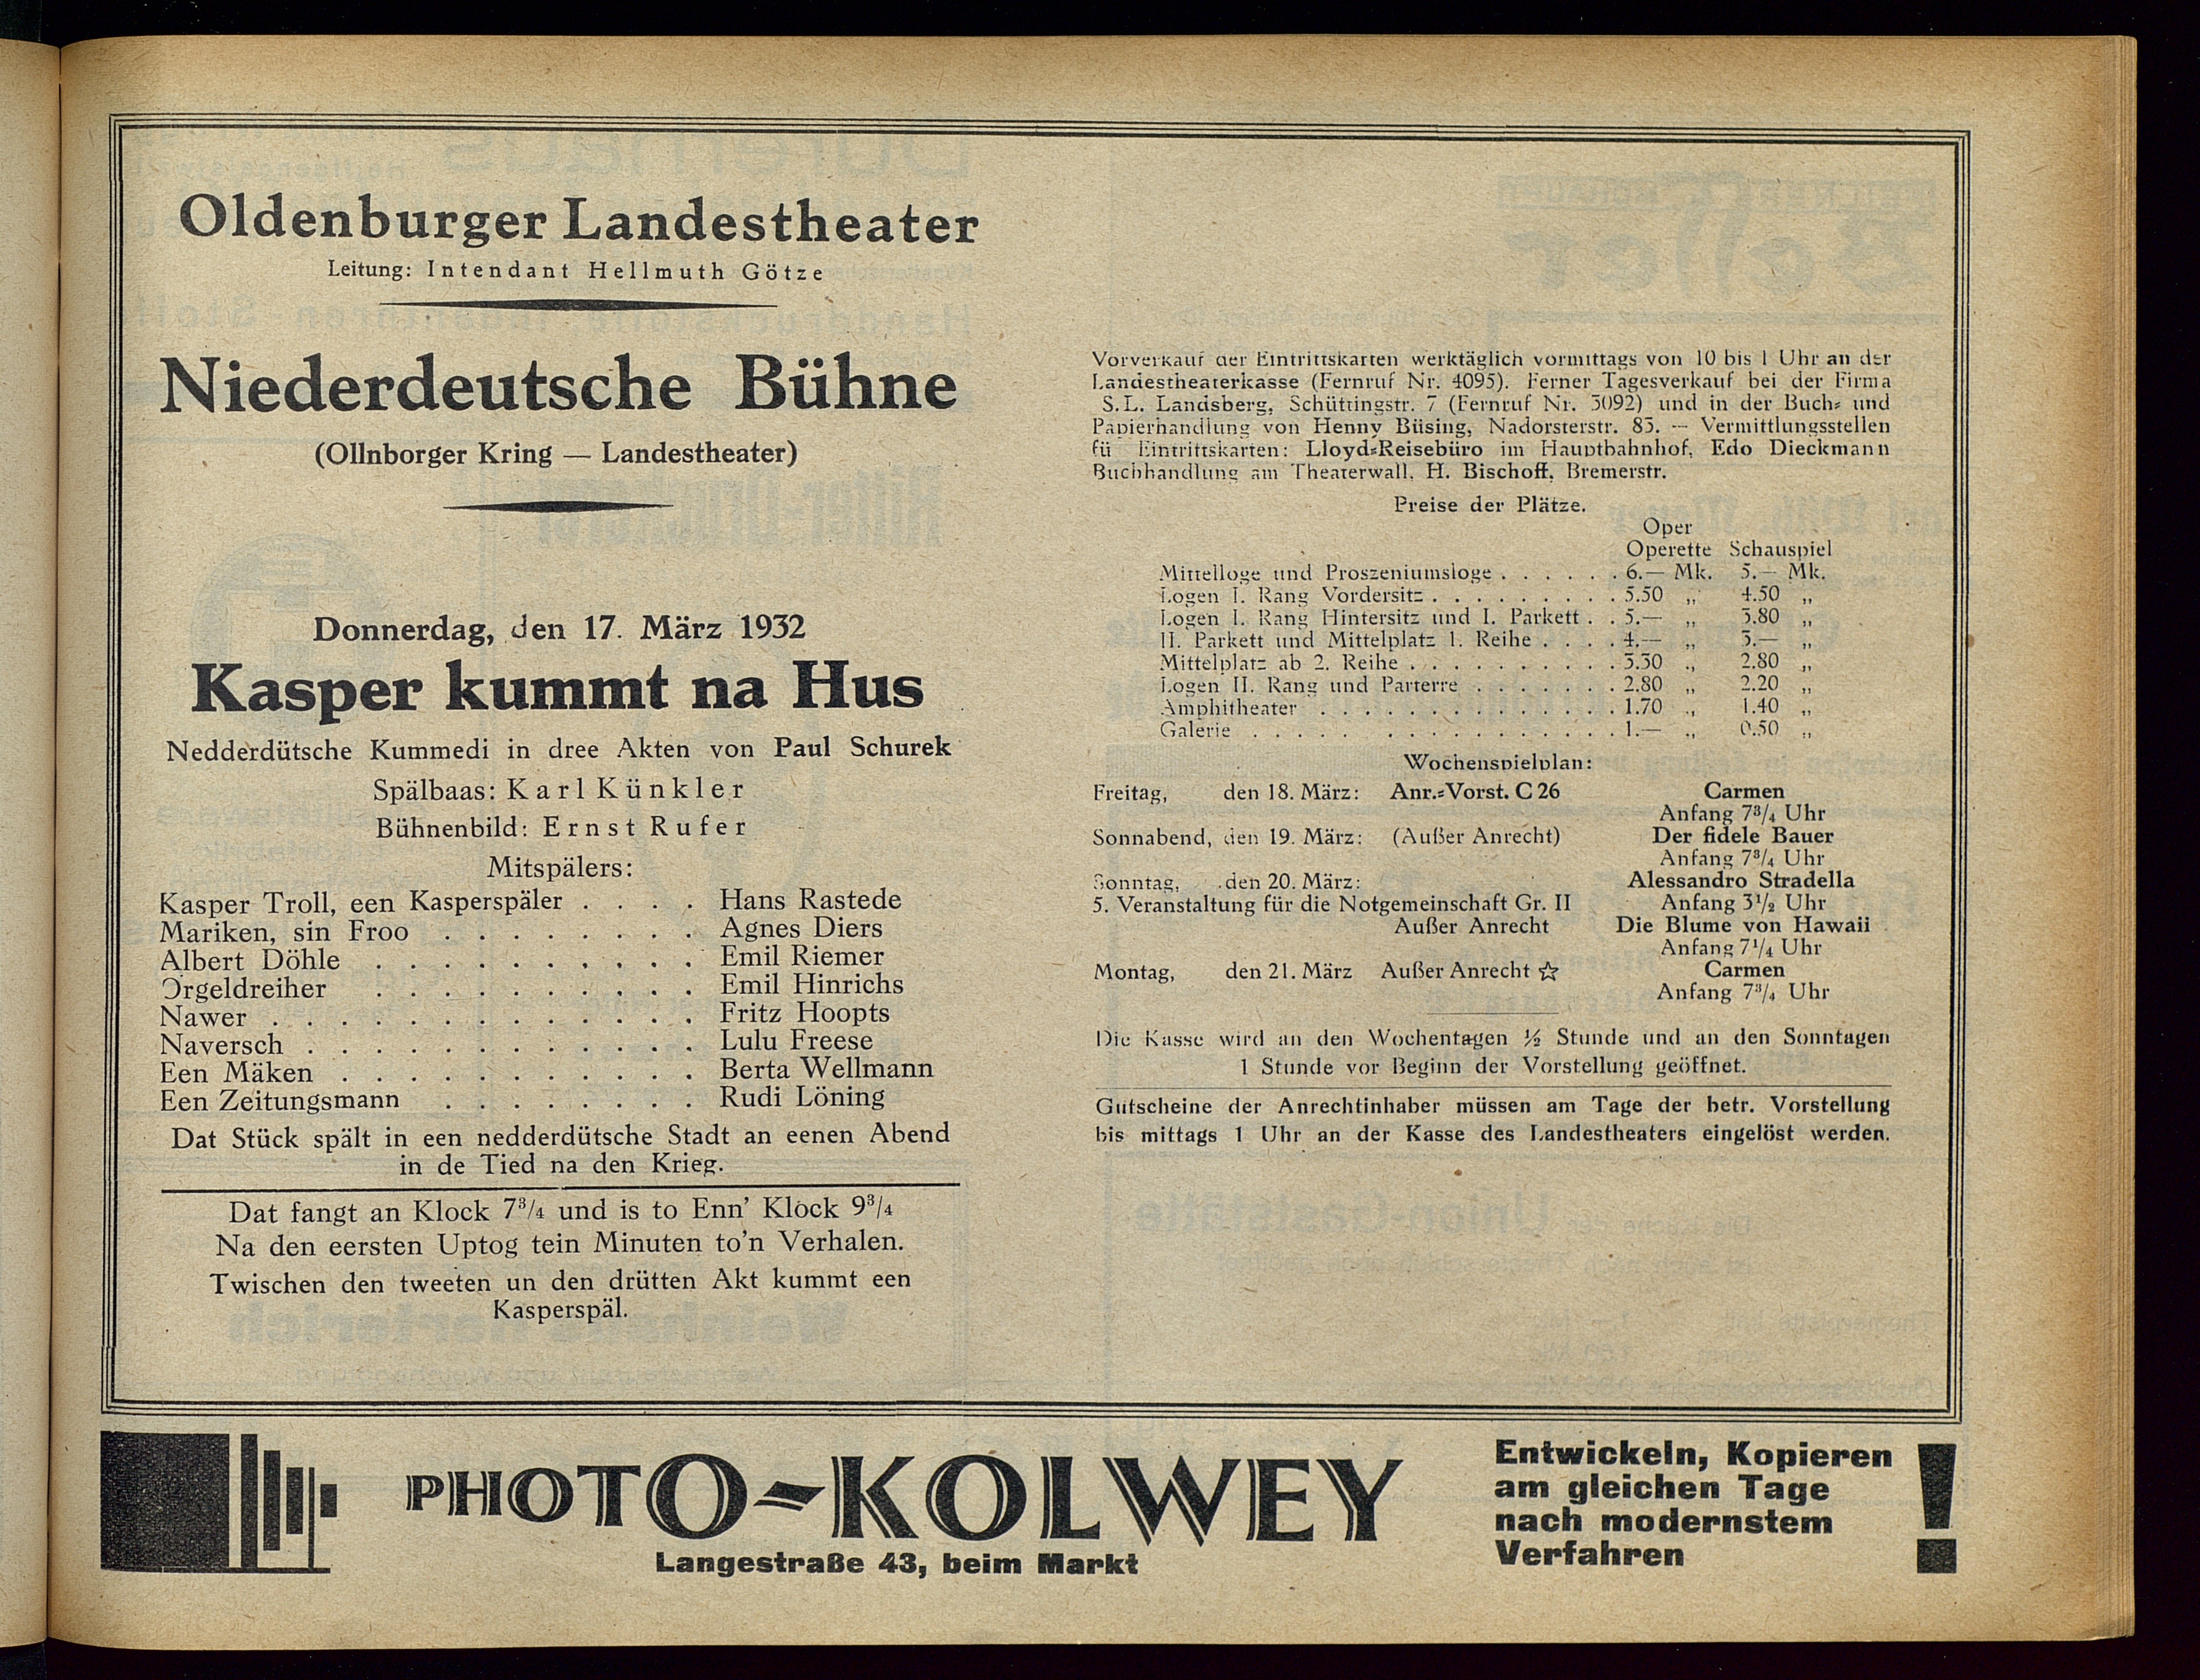 Oldenburger Landestheater
Leitung: Intendant Hellmuth Götze
Niederdeutsche Bühne
(Ollnborger Kring — Landestheater)
Donnerdag, den 17. März 1932
Kasper kummt na Hus
Nedderdütsche Kummedi in dree Akten von Paul Schurek
Spälbaas: Karl Künkler
Bühnenbild: Ernst Rufer
Mitspälers:
Kasper Troll, een Kasperspäler . . . . Hans Rastede
Mariken, sin Froo . . . . . . . . Agnes Diers
Albert Döhle . . . . . . . . . . Emil Riemer
Orgeldreiher . . . . . . . . . . Emil Hinrichs
Nawer . . . . . . . . . . . . . Fritz Hoopts
Naversch . . . . . . . . . . . . Lulu Freese
Een Mäken . . . . . . . . . . . Berta Wellmann
Een Zeitungsmann . . . . . . . . Rudi Löning
Dat Stück spält in een nedderdütsche Stadt an eenen Abend
in de Tied na den Krieg.
Dat fangt an Klock 7¾ und is to Enn' Klock 9¾
Na den eersten Uptog tein Minuten to'n Verhalen.
Twischen den tweeten un den drütten Akt kummt een
Kasperspäl.
Vorverkauf der Eintrittskarten werktäglich vormittags von 10 bis 1 Uhr an der
Landestheaterkasse (Fernruf Nr. 4095). Ferner Tagesverkauf bei der Firma
S. L. Landsberg, Schüttingstr. 7 (Fernruf Nr. 3092) und in der Buch- und
Papierhandlung von Henny Büsing, Nadorsterstr. 83. — Vermittlungsstellen
fü Eintrittskarten: Lloyd-Reisebüro im Hauptbahnhof, Edo Dieckmann
Buchhandlung am Theaterwall, H. Bischoff, Bremerstr.
Preise der Plätze.
Oper
Operette Schauspiel
Mittelloge und Proszeniumsloge . . . . . . 6.— Mk. 5.— Mk.
Logen I. Rang Vordersitz . . . . . . . . . 5.50 „ 4.50 „
Logen I. Rang Hintersitz und I. Parkett . . 5.— „ 3.80 „
II. Parkett und Mittelplatz 1. Reihe . . . . 4.— „ 3.— „
Mittelplatz ab 2. Reihe . . . . . . . . . . 3.30 „ 2.80 „
Logen II. Rang und Parterre . . . . . . . 2.80 „ 2.20 „
Amphitheater . . . . . . . . . . . . . . 1.70 „ 1.40 „
Galerie . . . . . . . . . . . . . . . . 1.— „ 0.50 „
Wochenspielplan:
Freitag, den 18. März: Anr.-Vorst. C 26 Carmen
Anfang 7¾ Uhr
Sonnabend, den 19. März: (Außer Anrecht) Der fidele Bauer
Anfang 7¾ Uhr
Sonntag, den 20. März: Alessandro Stradella
5. Veranstaltung für die Notgemeinschaft Gr. II Anfang 3½ Uhr
Außer Anrecht Die Blume von Hawaii
Anfang 7¼ Uhr
Montag, den 21. März Außer Anrecht ☆ Carmen
Anfang 7¾ Uhr
Die Kasse wird an den Wochentagen ½ Stunde und an den Sonntagen
1 Stunde vor Beginn der Vorstellung geöffnet.
Gutscheine der Anrechtinhaber müssen am Tage der betr. Vorstellung
bis mittags 1 Uhr an der Kasse des Landestheaters eingelöst werden.
PHOTO-KOLWEY
Langestraße 43, beim Markt
Entwickeln, Kopieren
am gleichen Tage
nach modernstem
Verfahren !